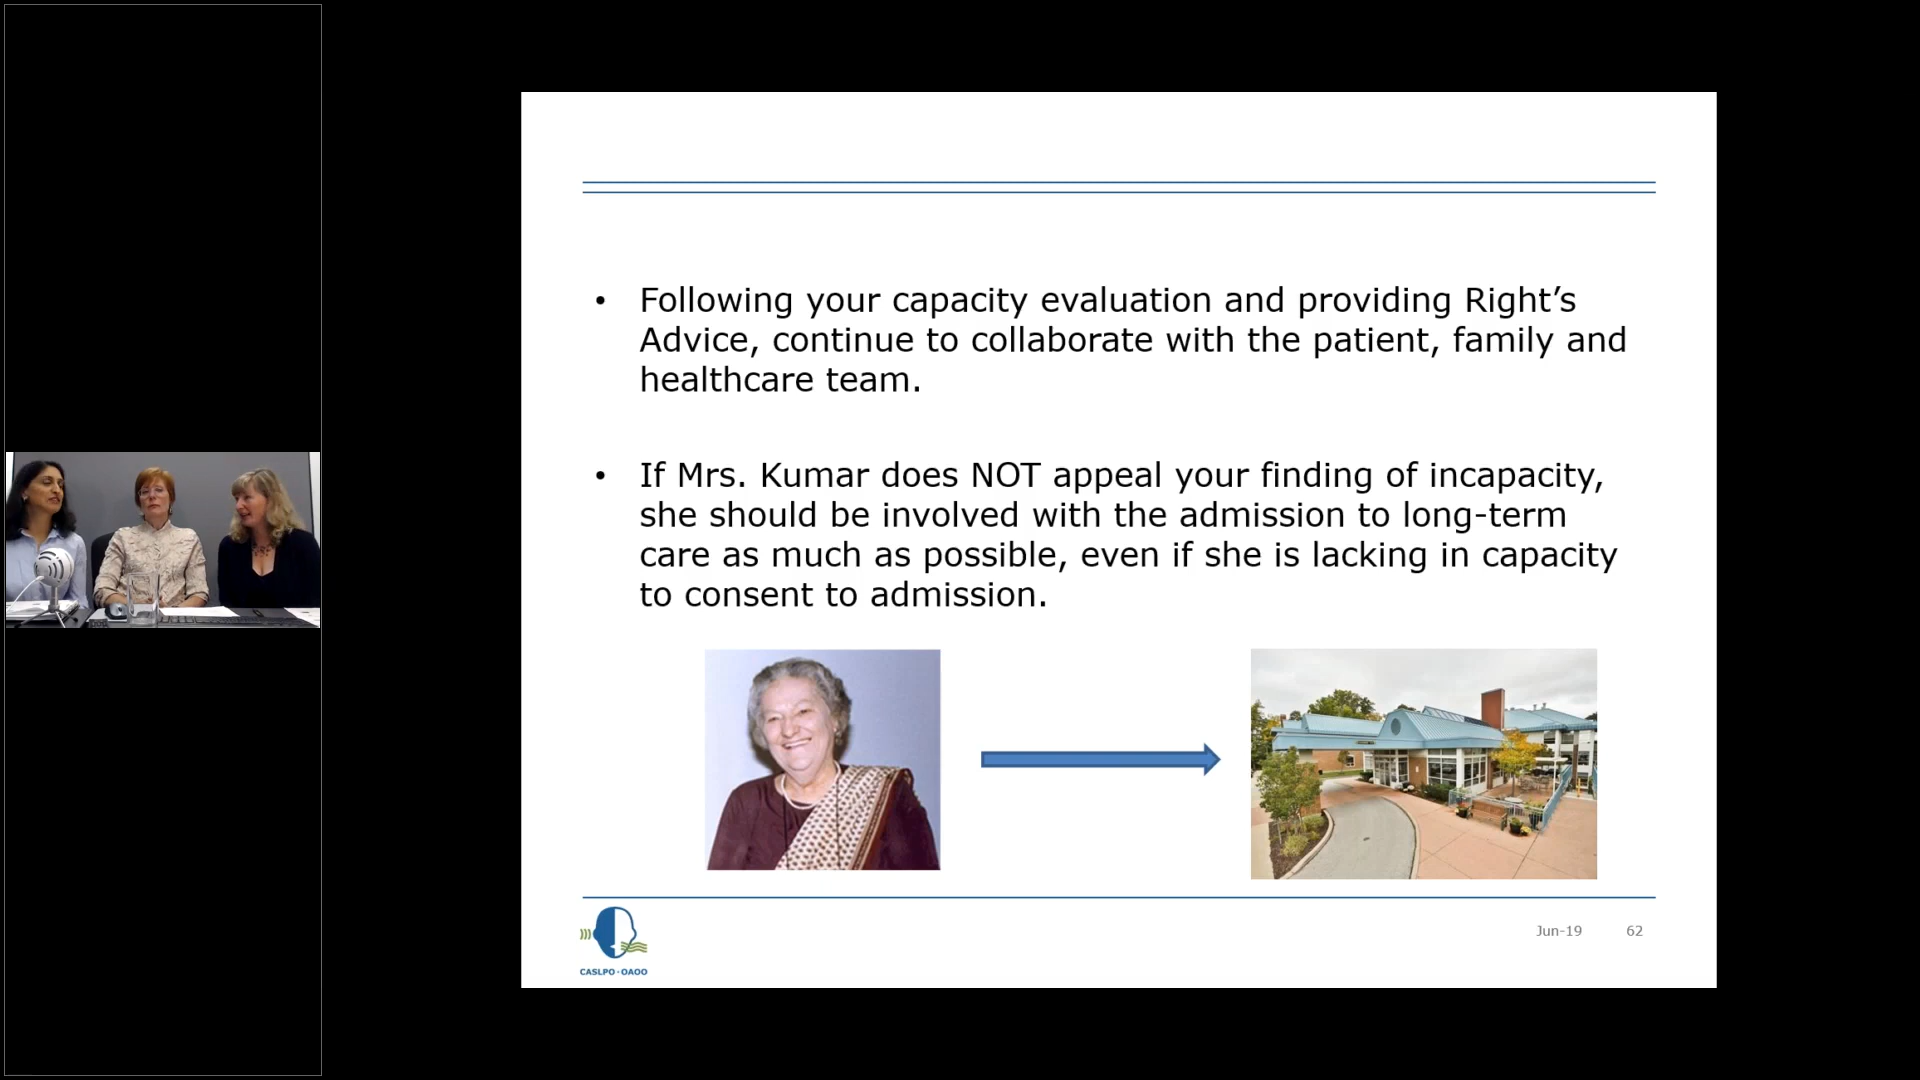 • Following your capacity evaluation and providing Right’s
Advice, continue to collaborate with the patient, family and
healthcare team.
• If Mrs. Kumar does NOT appeal your finding of incapacity,
she should be involved with the admission to long-term
care as much as possible, even if she is lacking in capacity
to consent to admission.
CASLPO·OAOO
Jun-19 62